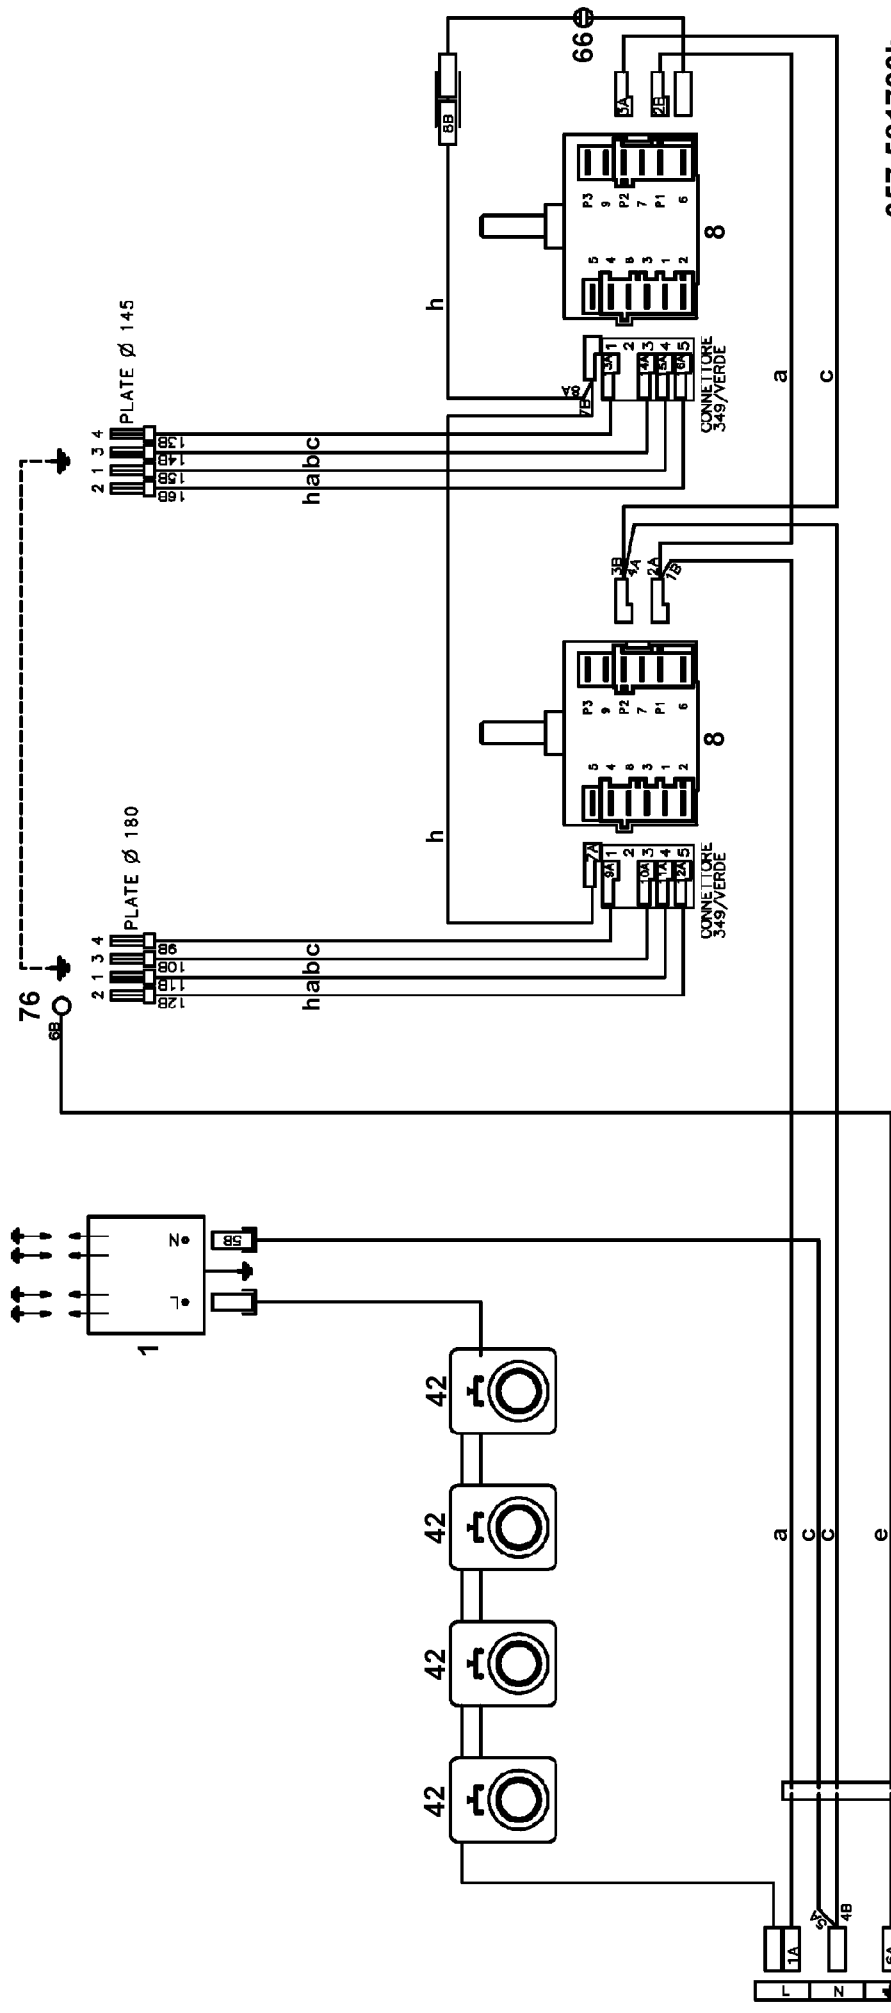 66
8B
3A
2B
h
PLATE Ø 145
2 1 3 4
16B
15B
14B
13B
h a b c
8A
7B
13A
14A
15A
16A
1
2
3
4
5
CONNETTORE
349/VERDE
5
4
8
3
1
2
P3
9
P2
7
P1
6
8
a
c
3B
4A
2A
1B
h
PLATE Ø 180
2 1 3 4
12B
11B
10B
9B
h a b c
76
6B
7A
9A
10A
11A
12A
1
2
3
4
5
CONNETTORE
349/VERDE
5
4
8
3
1
2
P3
9
P2
7
P1
6
8
N
L
5B
1
42
42
42
42
a
c
c
e
5A
4B
1A
6A
L
N